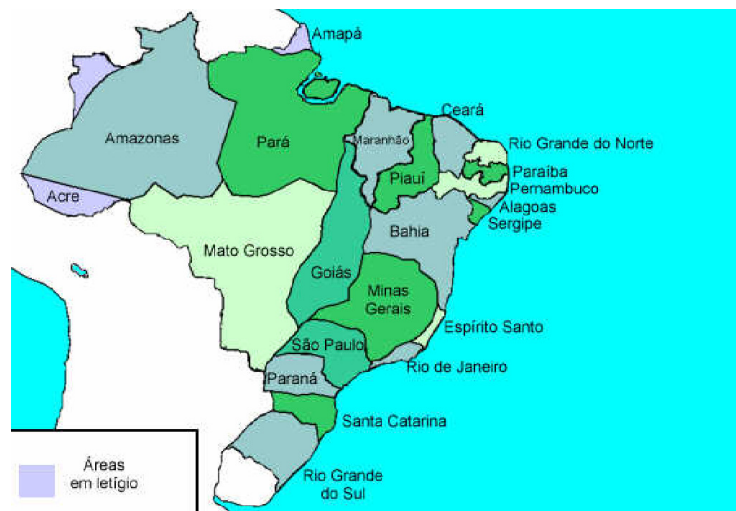 Amapá
Ceará
Amazonas
Pará
Maranhão
Rio Grande do Norte
Paraíba
Piauí
Pernambuco
Acre
Alagoas
Sergipe
Bahia
Mato Grosso
Goiás
Minas
Gerais
Espírito Santo
São Paulo
Rio de Janeiro
Paraná
Santa Catarina
Rio Grande
do Sul
Áreas
em letígio